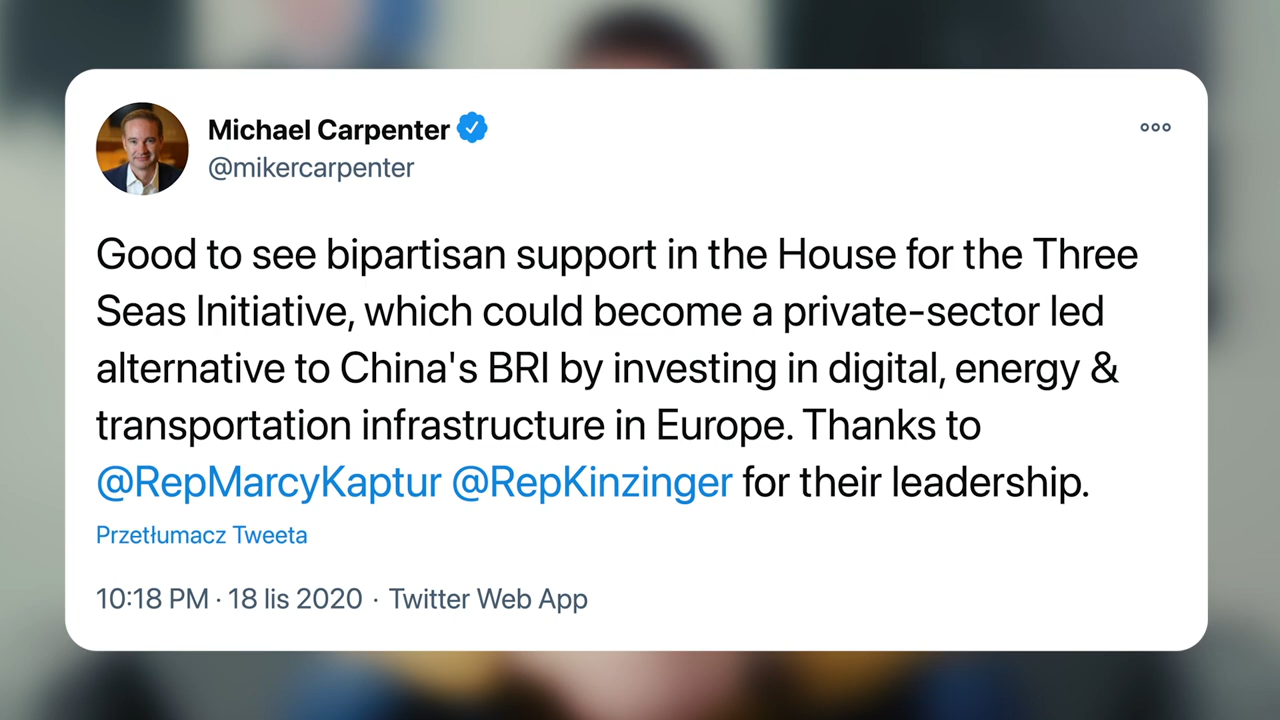 Michael Carpenter
@mikercarpenter
Good to see bipartisan support in the House for the Three
Seas Initiative, which could become a private-sector led
alternative to China's BRI by investing in digital, energy &
transportation infrastructure in Europe. Thanks to
@RepMarcyKaptur @RepKinzinger for their leadership.
Przetłumacz Tweeta
10:18 PM · 18 lis 2020 · Twitter Web App